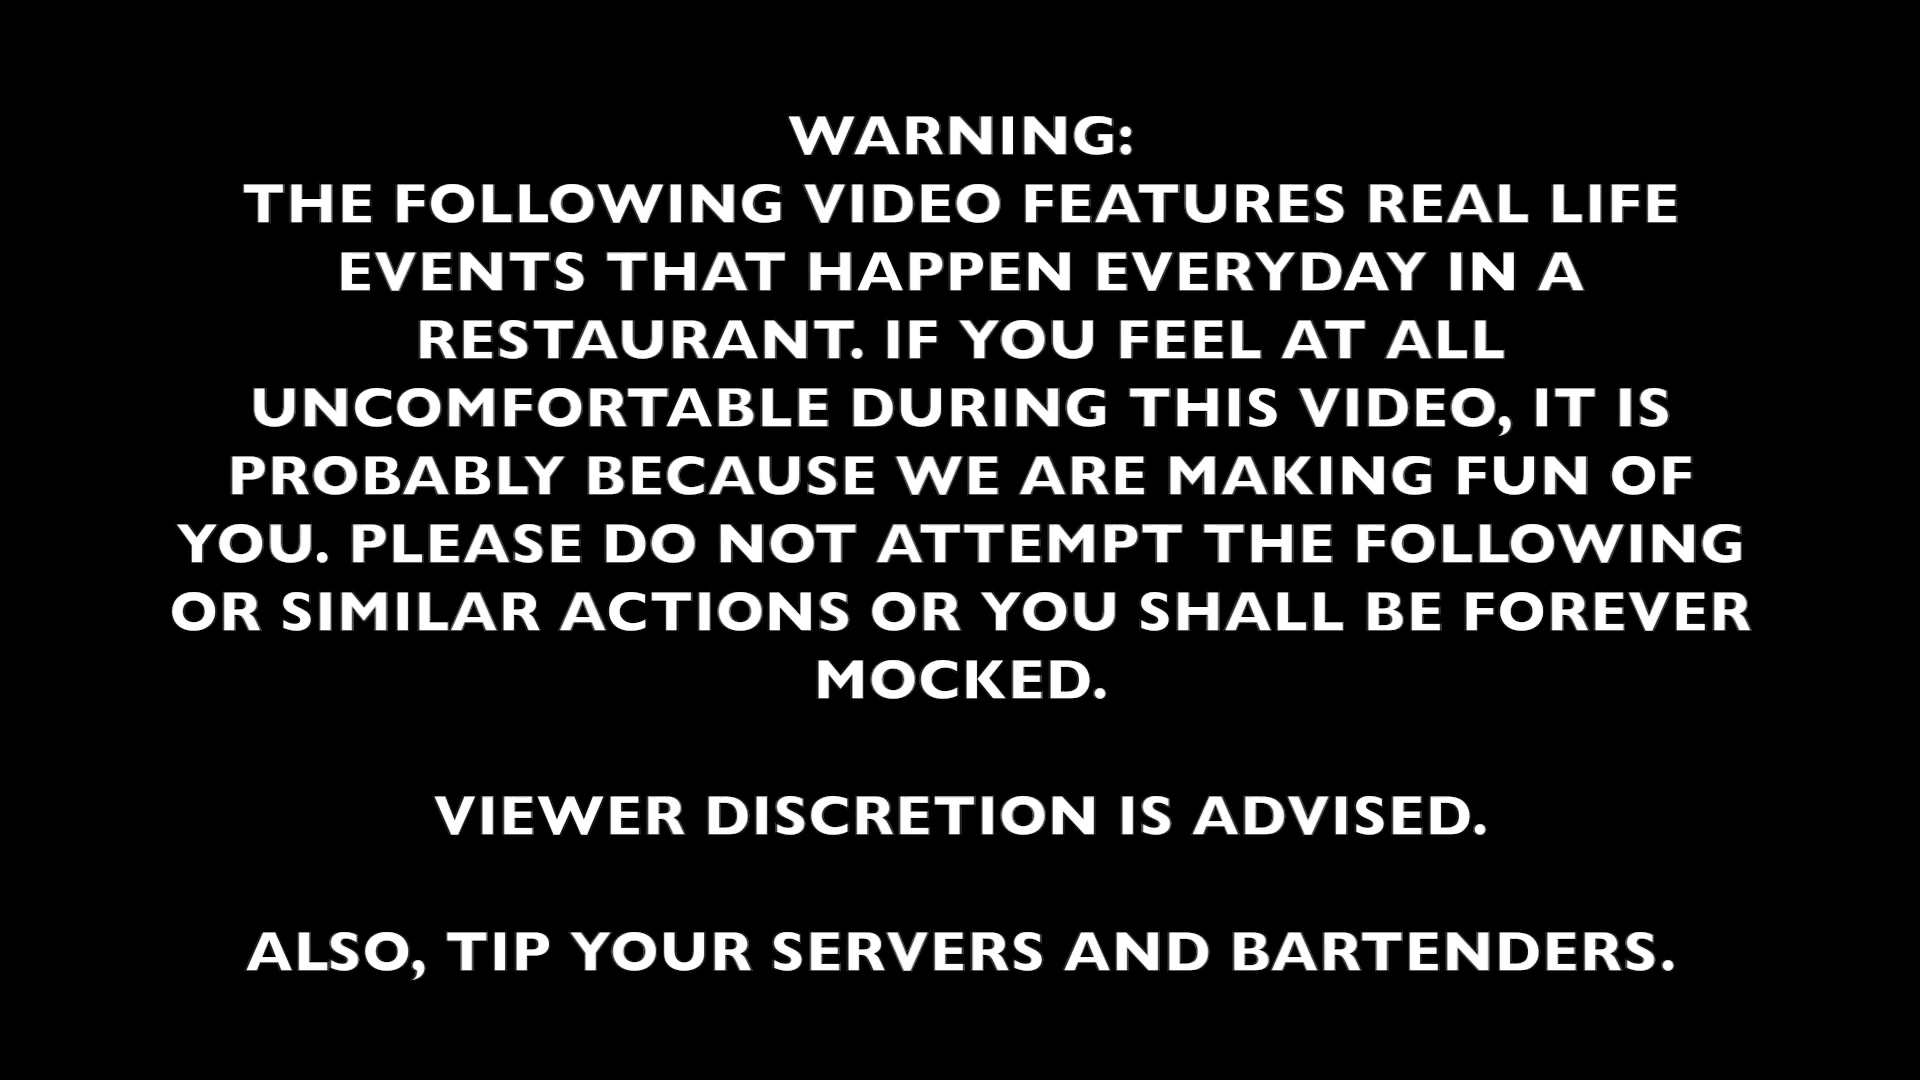 WARNING:
THE FOLLOWING VIDEO FEATURES REAL LIFE
EVENTS THAT HAPPEN EVERYDAY IN A
RESTAURANT. IF YOU FEEL AT ALL
UNCOMFORTABLE DURING THIS VIDEO, IT IS
PROBABLY BECAUSE WE ARE MAKING FUN OF
YOU. PLEASE DO NOT ATTEMPT THE FOLLOWING
OR SIMILAR ACTIONS OR YOU SHALL BE FOREVER
MOCKED.
VIEWER DISCRETION IS ADVISED.
ALSO, TIP YOUR SERVERS AND BARTENDERS.